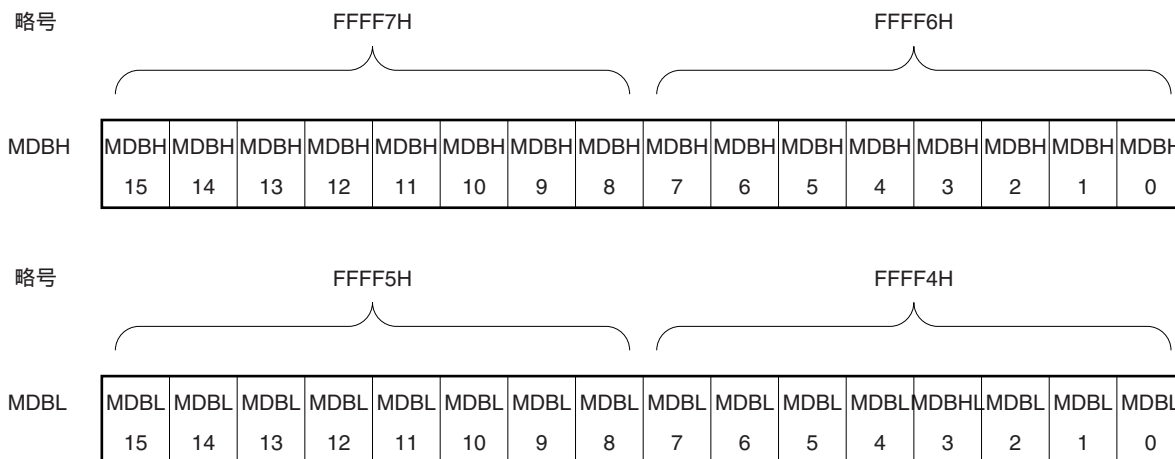 略号 FFFF7H FFFF6H
MDBH MDBH MDBH MDBH MDBH MDBH MDBH MDBH MDBH MDBH MDBH MDBH MDBH MDBH MDBH MDBH MDBH
15 14 13 12 11 10 9 8 7 6 5 4 3 2 1 0
略号 FFFF5H FFFF4H
MDBL MDBL MDBL MDBL MDBL MDBL MDBL MDBL MDBL MDBL MDBL MDBL MDBL MDBHL MDBL MDBL MDBL
15 14 13 12 11 10 9 8 7 6 5 4 3 2 1 0